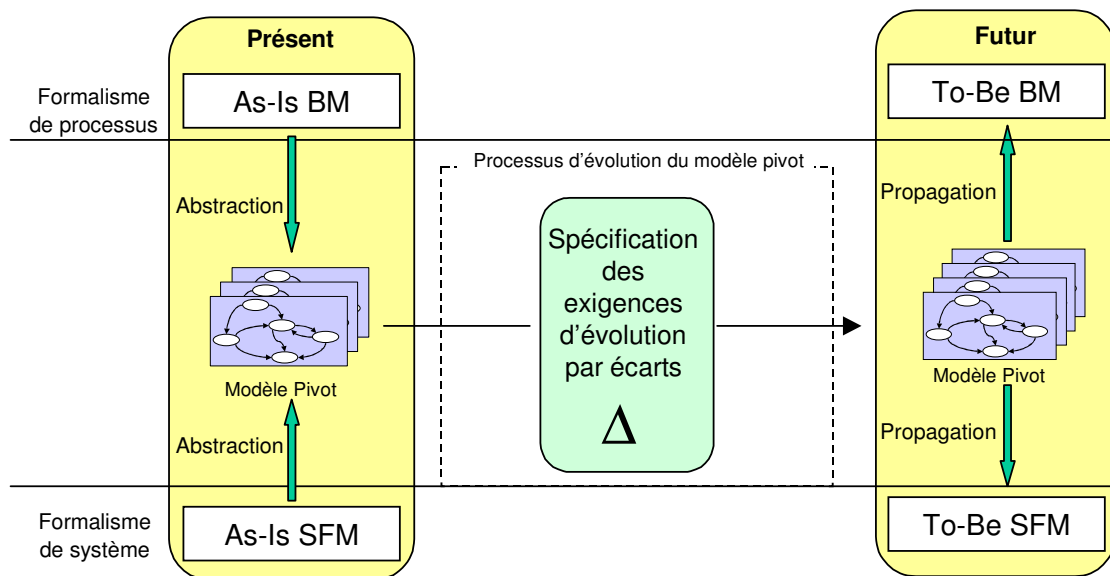 Présent
Futur
As-Is BM
To-Be BM
Formalisme
de processus
Processus d'évolution du modèle pivot
Abstraction
Propagation
Spécification
des
exigences
d'évolution
par écarts
Δ
Modèle Pivot
Modèle Pivot
Abstraction
Propagation
Formalisme
de système
As-Is SFM
To-Be SFM